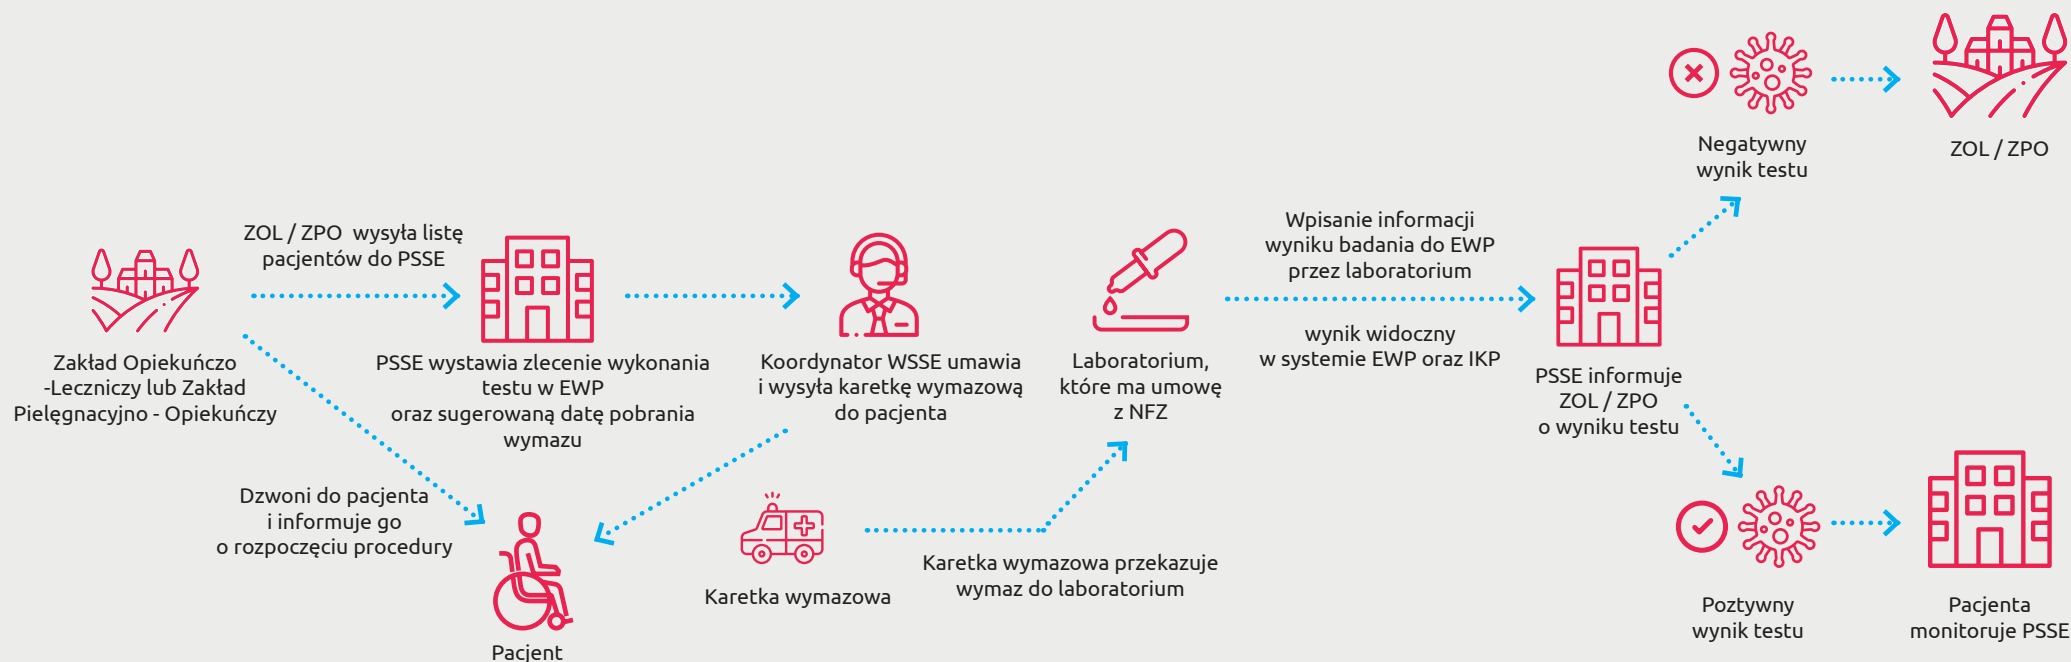 ZOL / ZPO  wysyła listę
pacjentów do PSSE
Zakład Opiekuńczo
-Leczniczy lub Zakład
Pielęgnacyjno - Opiekuńczy
PSSE wystawia zlecenie wykonania
testu w EWP
oraz sugerowaną datę pobrania
wymazu
Dzwoni do pacjenta
i informuje go
o rozpoczęciu procedury
Pacjent
Koordynator WSSE umawia
i wysyła karetkę wymazową
do pacjenta
Karetka wymazowa
Karetka wymazowa przekazuje
wymaz do laboratorium
Laboratorium,
które ma umowę
z NFZ
Wpisanie informacji
wyniku badania do EWP
przez laboratorium
wynik widoczny
w systemie EWP oraz IKP
PSSE informuje
ZOL / ZPO
o wyniku testu
Negatywny
wynik testu
ZOL / ZPO
Poztywny
wynik testu
Pacjenta
monitoruje PSSE